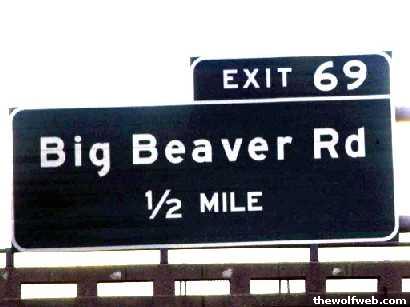 EXIT 69
Big Beaver Rd
½ MILE
thewolfweb.com